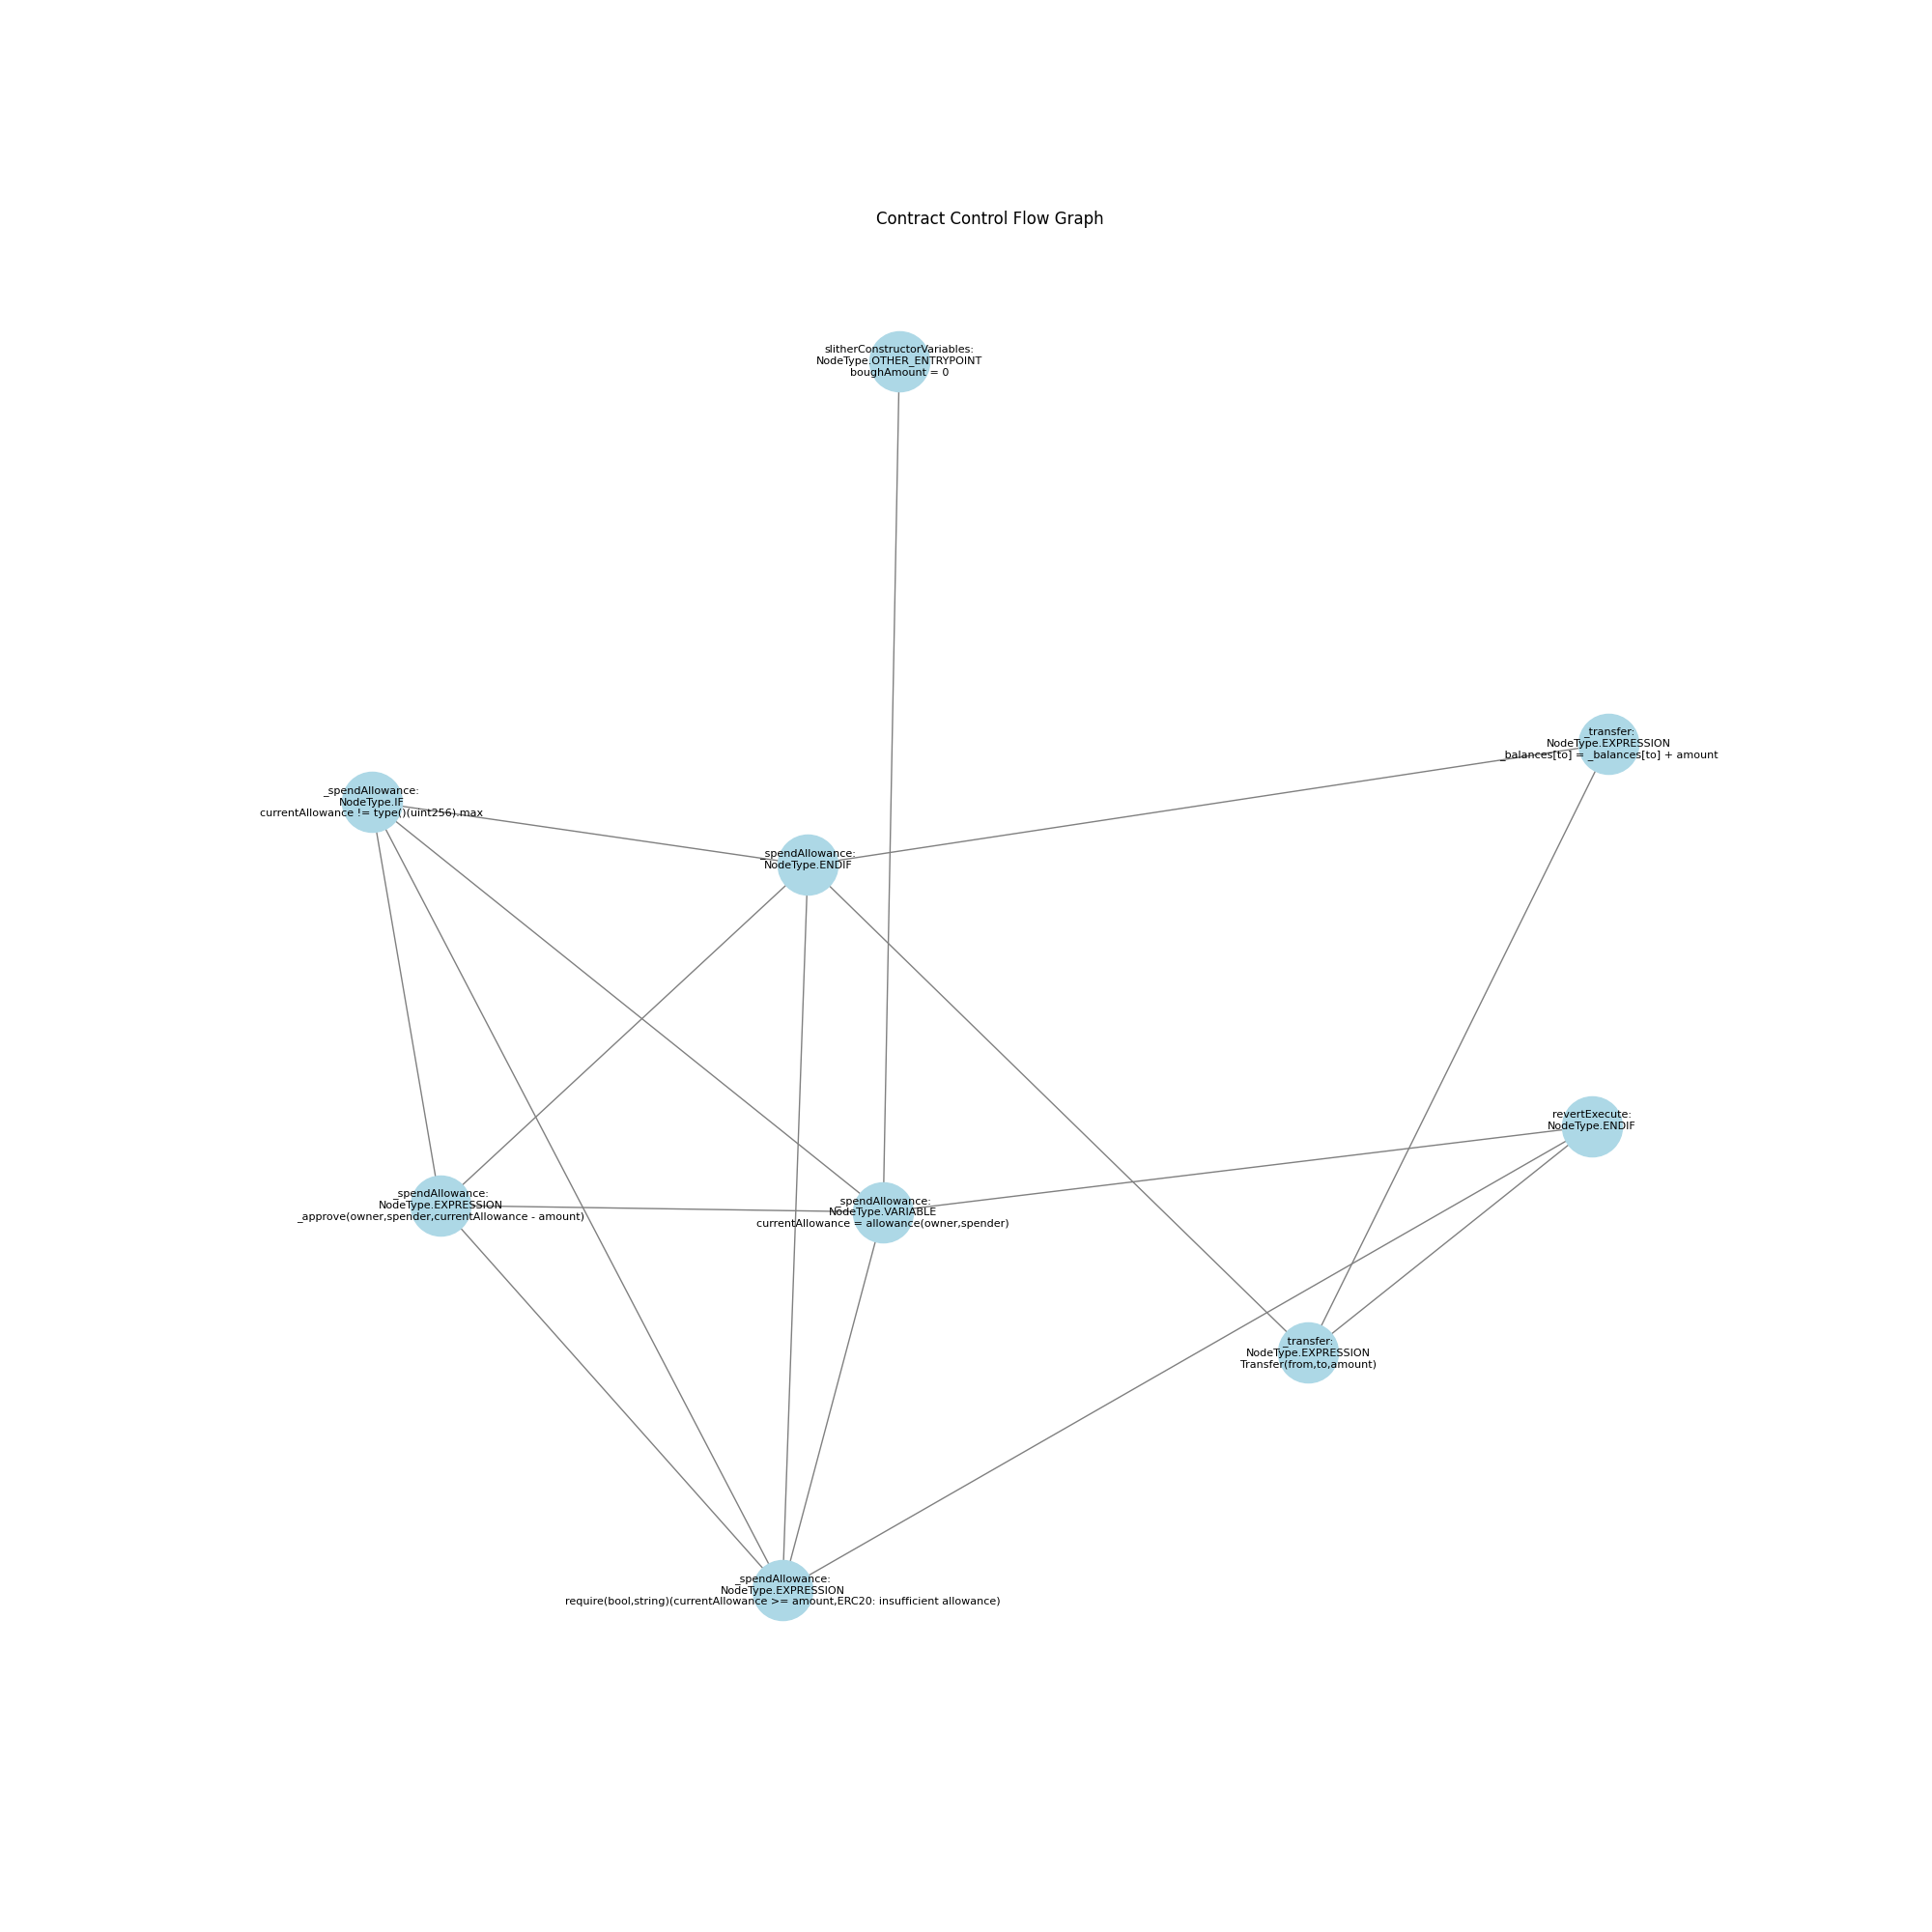 Contract Control Flow Graph
slitherConstructorVariables:
NodeType.OTHER_ENTRYPOINT
boughAmount = 0
_transfer:
NodeType.EXPRESSION
_balances[to] = _balances[to] + amount
_spendAllowance:
NodeType.IF
currentAllowance != type()(uint256).max
_spendAllowance:
NodeType.ENDIF
revertExecute:
NodeType.ENDIF
_spendAllowance:
NodeType.EXPRESSION
_approve(owner,spender,currentAllowance - amount)
_spendAllowance:
NodeType.VARIABLE
currentAllowance = allowance(owner,spender)
_transfer:
NodeType.EXPRESSION
Transfer(from,to,amount)
_spendAllowance:
NodeType.EXPRESSION
require(bool,string)(currentAllowance >= amount,ERC20: insufficient allowance)